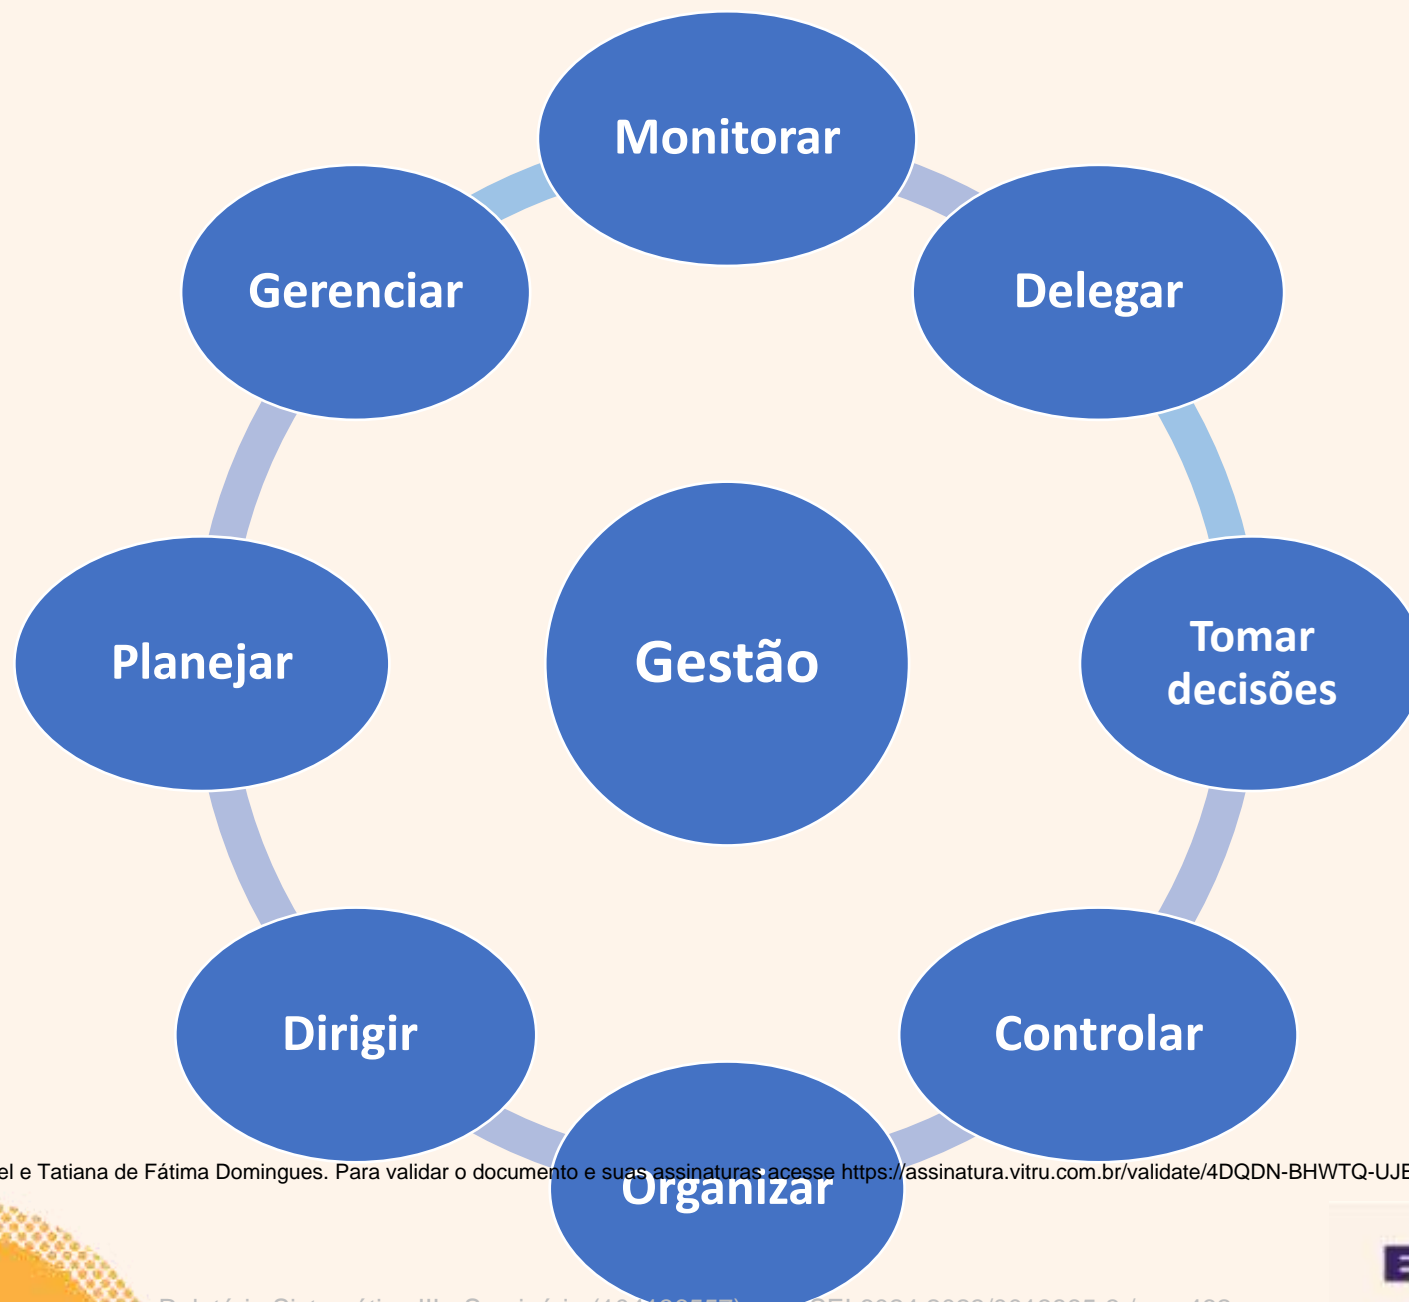 Monitorar
Gerenciar
Delegar
Planejar
Gestão
Tomar
decisões
Dirigir
Controlar
el e Tatiana de Fátima Domingues. Para validar o documento e suas assinaturas acesse https://assinatura.vitru.com.br/validate/4DQDN-BHWTQ-UJE
Organizar